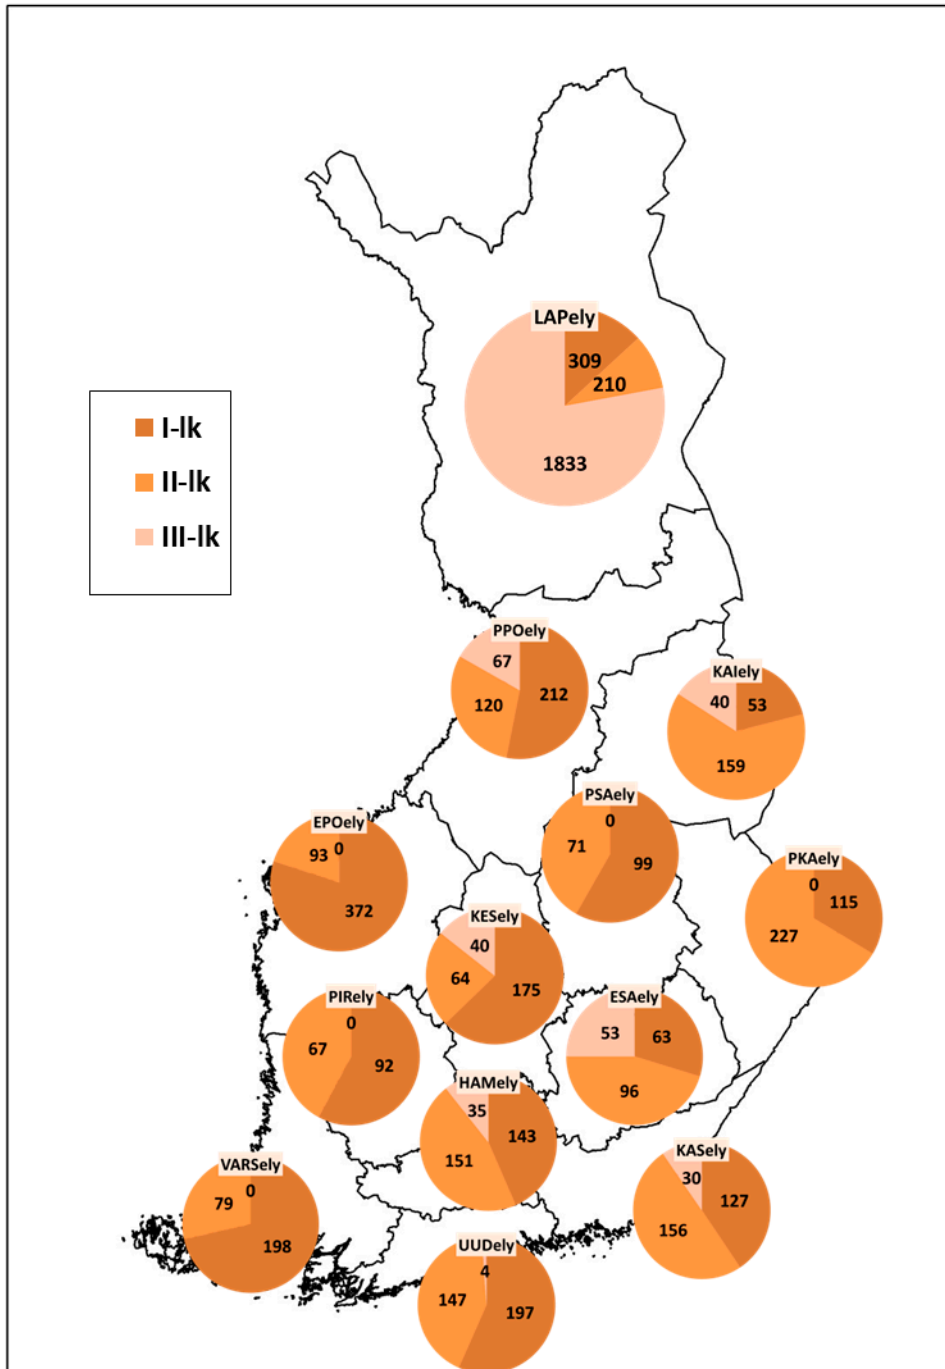 LAPely
309
210
1833
I-lk
II-lk
III-lk
PPOely
67
212
120
KAIely
40
53
159
PSAely
0
71
99
EPOely
93
0
372
PKAely
0
115
227
KESely
40
64
175
PIRely
0
67
92
ESAely
53
63
96
HAMely
35
143
151
KASely
30
127
156
VARSely
79
0
198
UUDely
4
147
197